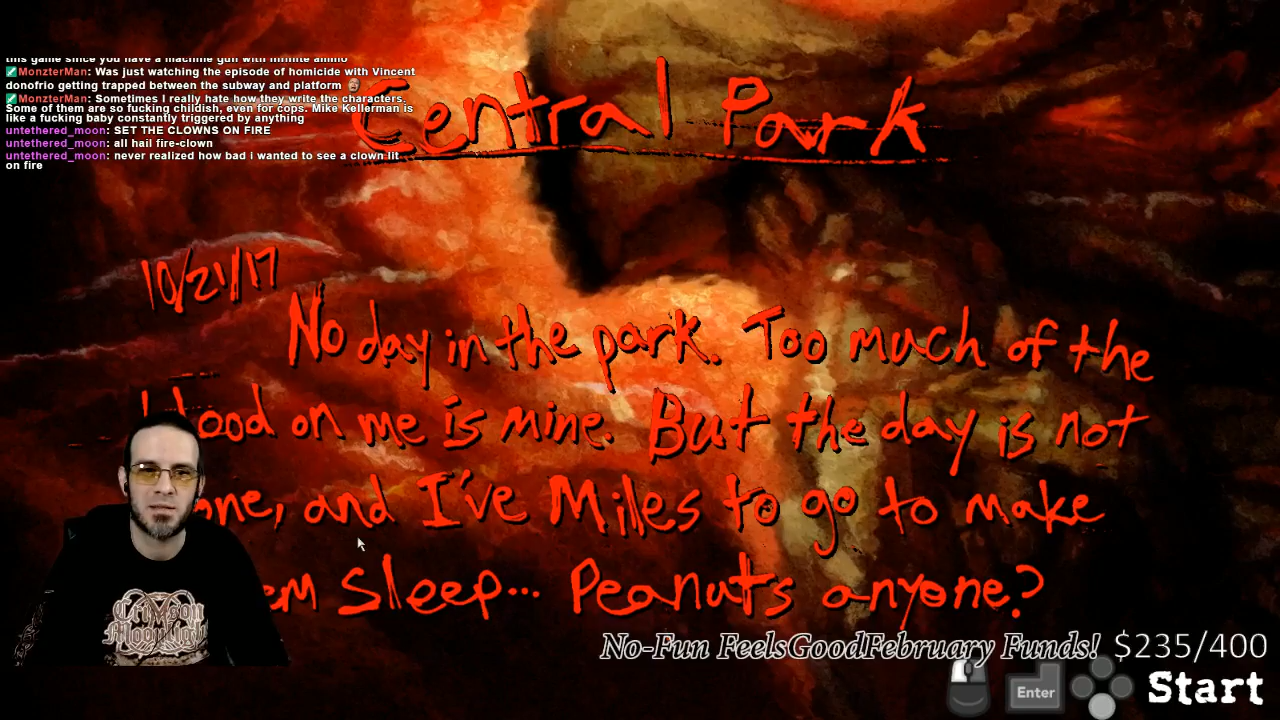 this game since you have a machine gun with infinite ammo
MonzterMan: Was just watching the episode of homicide with Vincent
donofrio getting trapped between the subway and platform
MonzterMan: Sometimes I really hate how they write the characters.
Some of them are so fucking childish, even for cops. Mike Kellerman is
like a fucking baby constantly triggered by anything
untethered_moon: SET THE CLOWNS ON FIRE
untethered_moon: all hail fire-clown
untethered_moon: never realized how bad I wanted to see a clown lit
on fire
Central Park
10/21/17
No day in the park. Too much of the
blood on me is mine. But the day is not
one, and I've Miles to go to make
em Sleep... Peanuts anyone?
Crimson
Moonlight
No-Fun FeelsGoodFebruary Funds! $235/400
Enter
Start